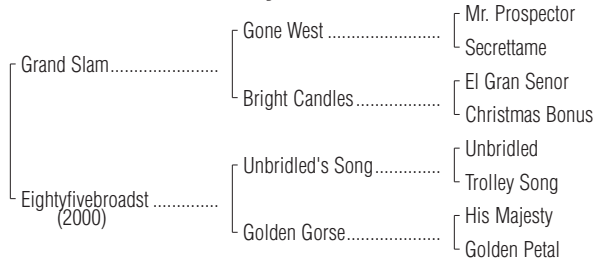 Mr. Prospector
Gone West ......................
Secrettame
Grand Slam......................
El Gran Senor
Bright Candles.................
Christmas Bonus
Unbridled
Unbridled's Song.............
Trolley Song
Eightyfivebroadst .............
(2000)
His Majesty
Golden Gorse...................
Golden Petal